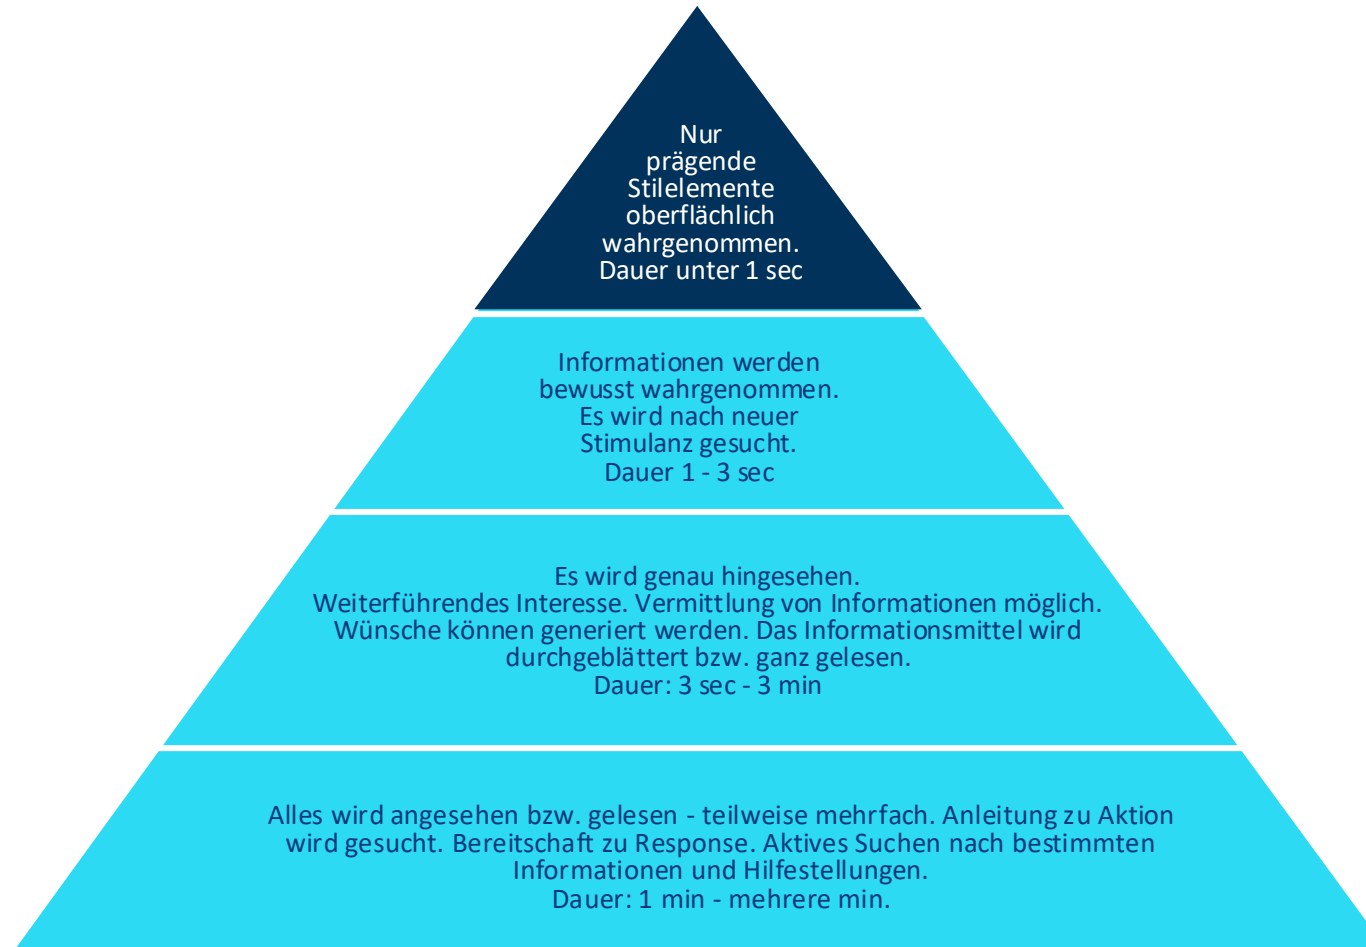 Nur
prägende
Stilelemente
oberflächlich
wahrgenommen.
Dauer unter 1 sec
Informationen werden
bewusst wahrgenommen.
Es wird nach neuer
Stimulanz gesucht.
Dauer 1 - 3 sec
Es wird genau hingesehen.
Weiterführendes Interesse. Vermittlung von Informationen möglich.
Wünsche können generiert werden. Das Informationsmittel wird
durchgeblättert bzw. ganz gelesen.
Dauer: 3 sec - 3 min
Alles wird angesehen bzw. gelesen - teilweise mehrfach. Anleitung zu Aktion
wird gesucht. Bereitschaft zu Response. Aktives Suchen nach bestimmten
Informationen und Hilfestellungen.
Dauer: 1 min - mehrere min.